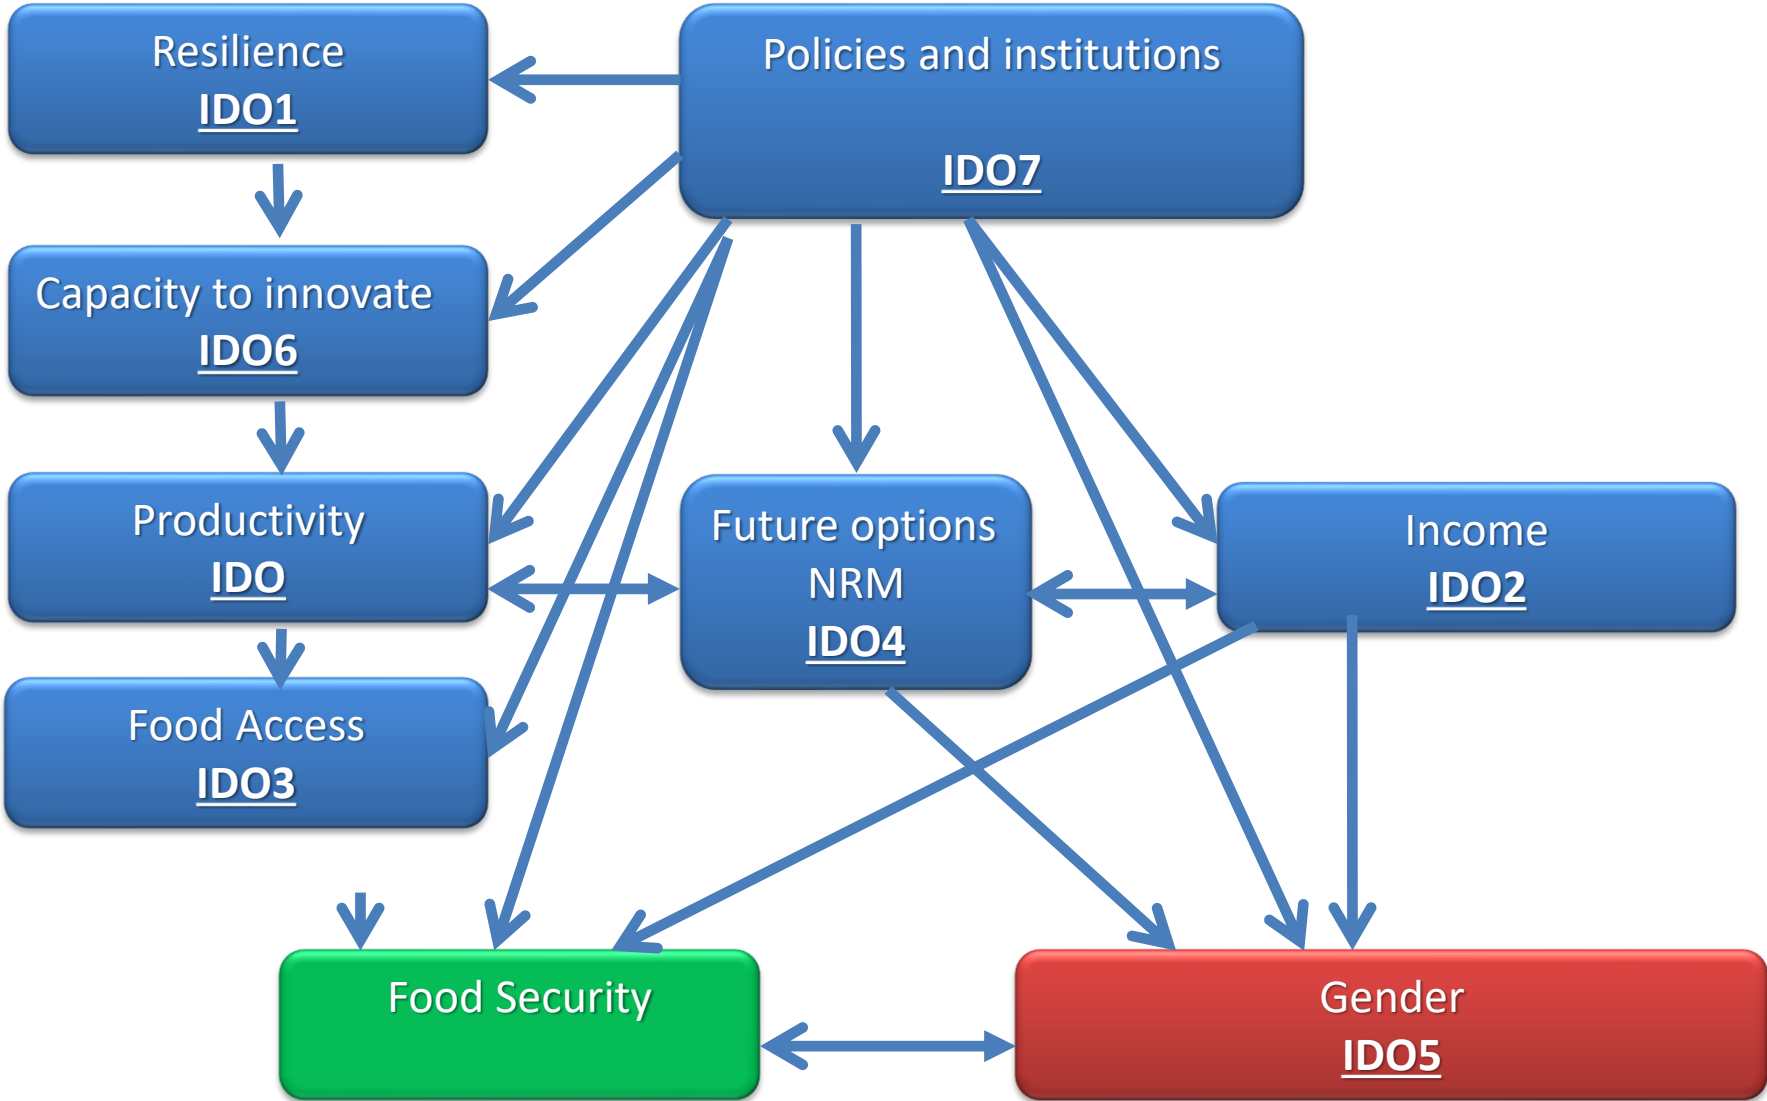 Resilience
IDO1
Policies and institutions
IDO7
Capacity to innovate
IDO6
Productivity
IDO
Future options
NRM
IDO4
Income
IDO2
Food Access
IDO3
Food Security
Gender
IDO5